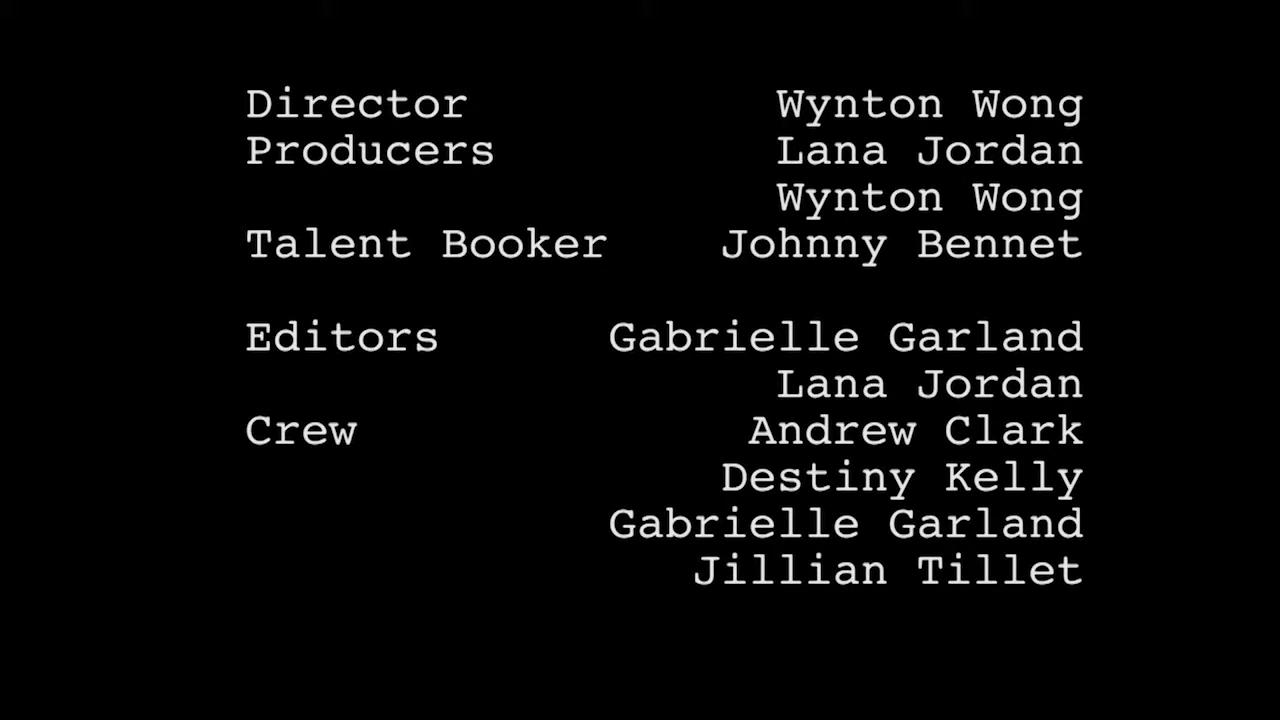 Director Wynton Wong
Producers Lana Jordan
Wynton Wong
Talent Booker Johnny Bennet
Editors Gabrielle Garland
Lana Jordan
Crew Andrew Clark
Destiny Kelly
Gabrielle Garland
Jillian Tillet